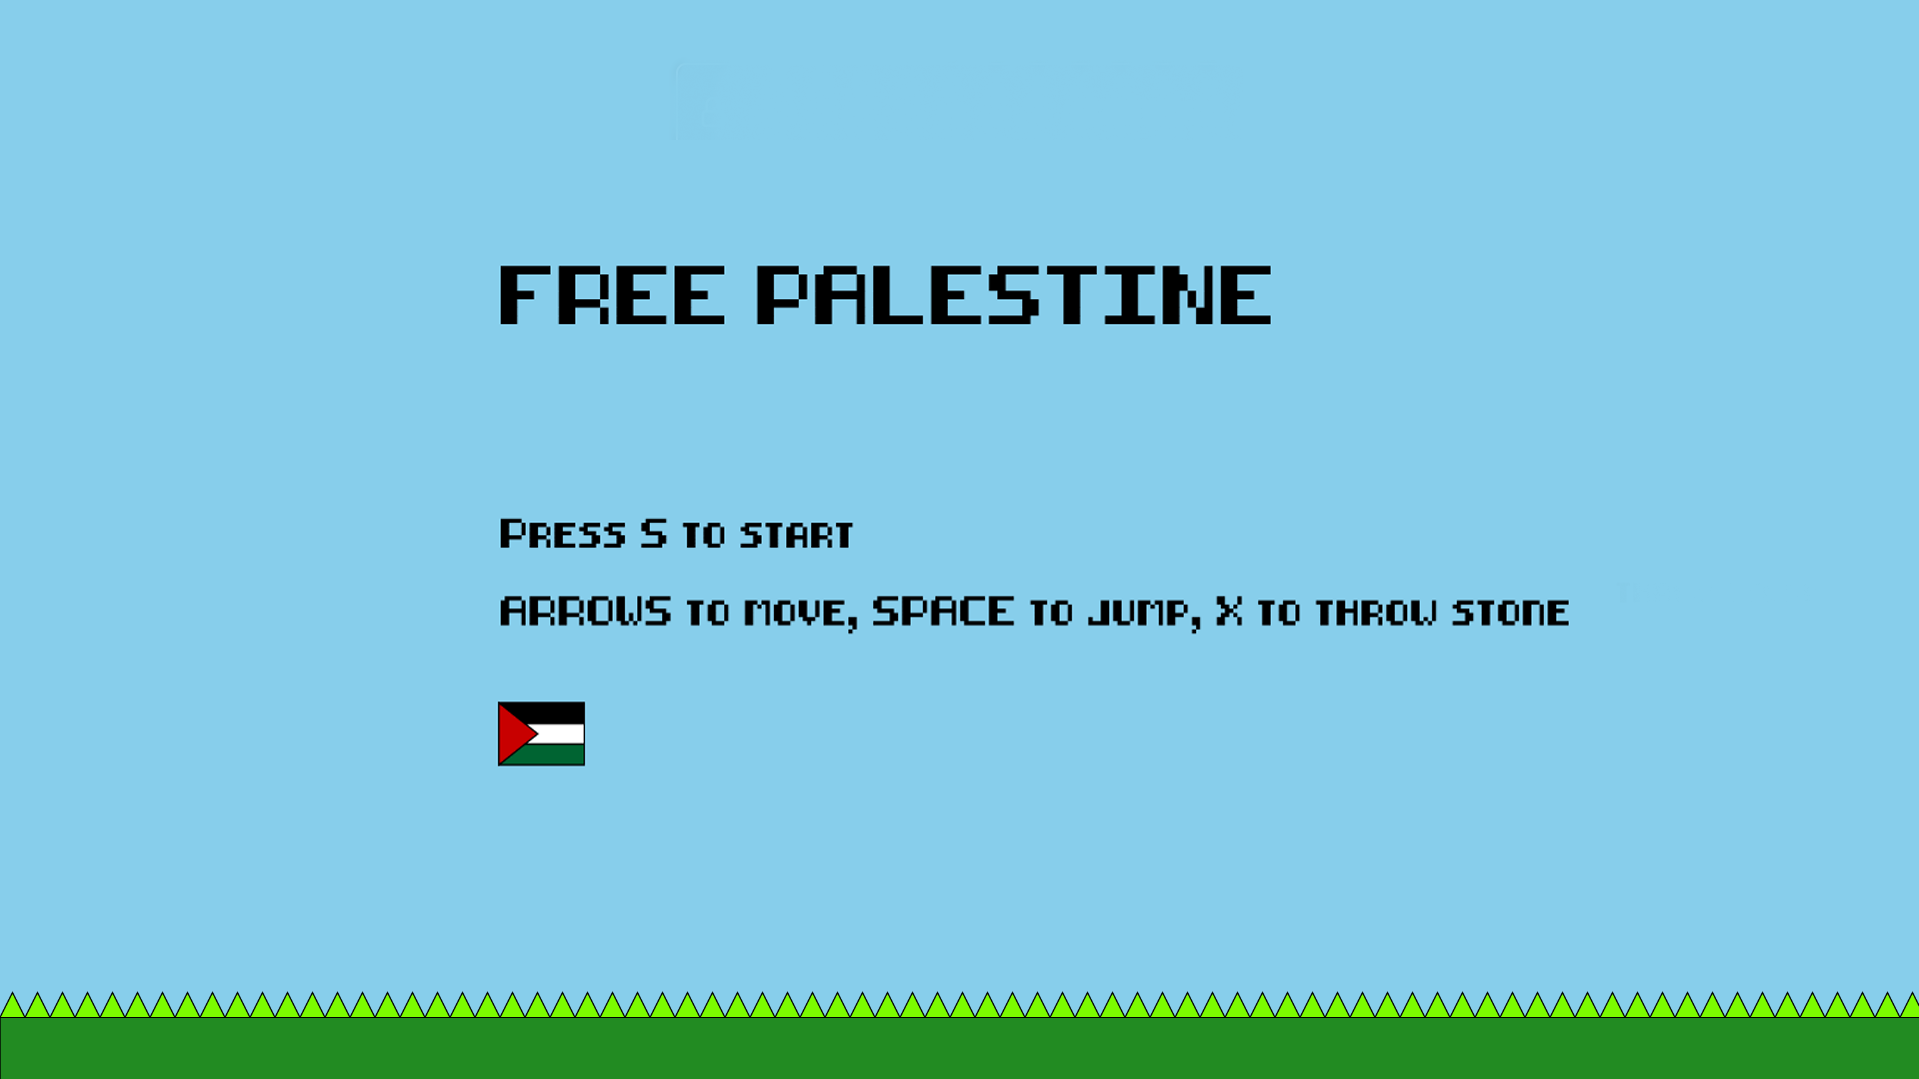 FREE PALESTINE
Press S to start
ARROWS to move, SPACE to jump, X to throw stone